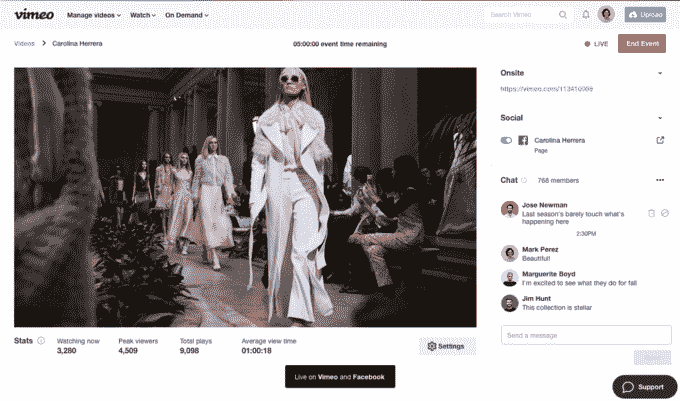 vimeo
Manage videos
Watch
On Demand
Search Vimeo
Upload
Videos > Carolina Herrera
05:00:00 event time remaining
LIVE
End Event
Onsite
Social
Carolina Herrera
Page
Chat
768 members
Jose Newman
Last season's barely touch what's
happening here
2:30PM
Mark Perez
Beautiful!
Marguerite Boyd
I'm excited to see what they do for fall
Jim Hunt
This collection is stellar
Send a message
Stats
Watching now
3,280
Peak viewers
4,509
Total plays
9,098
Average view time
01:00:18
Settings
Live on Vimeo and Facebook
Support